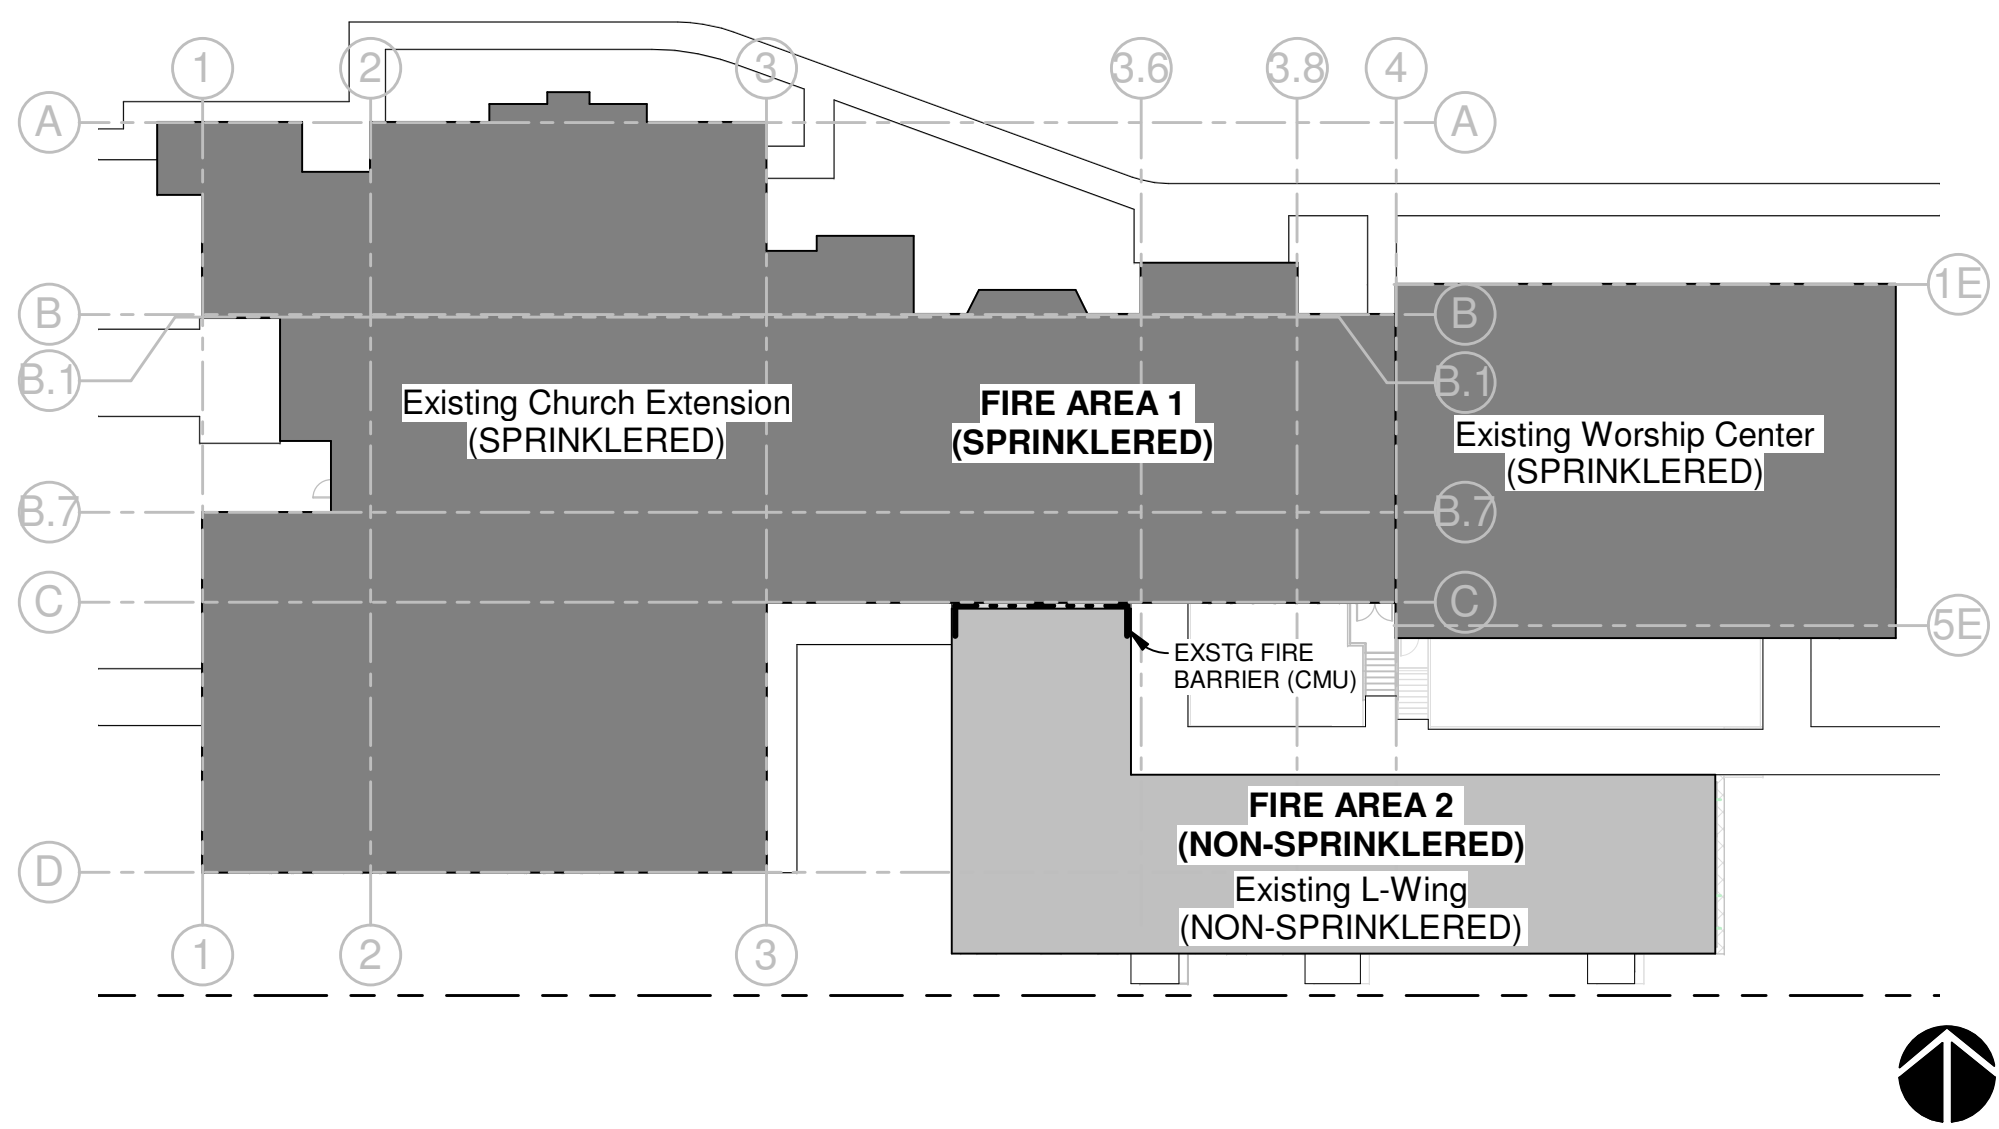 1
2
3
3.6
3.8
4
A
A
1E
B
B
B.1
B.1
Existing Church Extension
(SPRINKLERED)
FIRE AREA 1
(SPRINKLERED)
Existing Worship Center
(SPRINKLERED)
B.7
B.7
C
C
5E
EXSTG FIRE
BARRIER (CMU)
FIRE AREA 2
(NON-SPRINKLERED)
Existing L-Wing
(NON-SPRINKLERED)
D
1
2
3